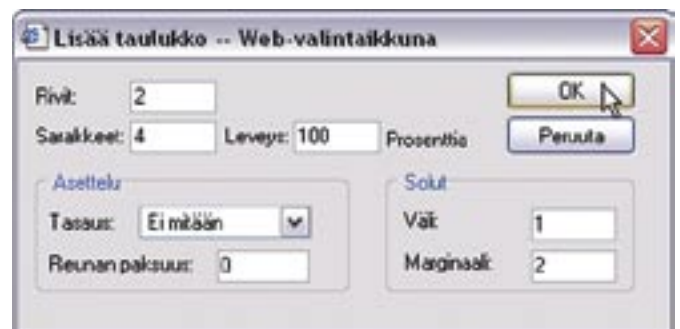 Lisää taulukko -- Web-valintaikkuna
Rivit: 2 OK
Sarakkeet: 4 Leveys: 100 Prosenttia Peruuta
Asettelu Solut
Tasaus: Ei mitään Väli: 1
Reunan paksuus: 0 Marginaali: 2